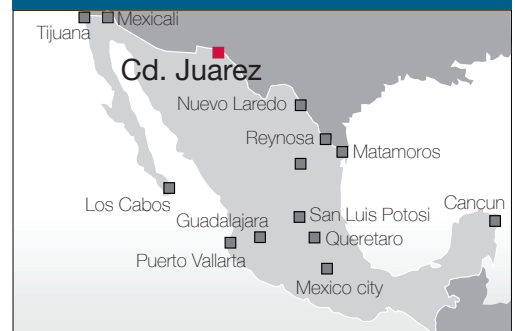 Mexicali
Tijuana
Cd. Juarez
Nuevo Laredo
Reynosa
Matamoros
Los Cabos
Cancun
Guadalajara
San Luis Potosi
Queretaro
Puerto Vallarta
Mexico city